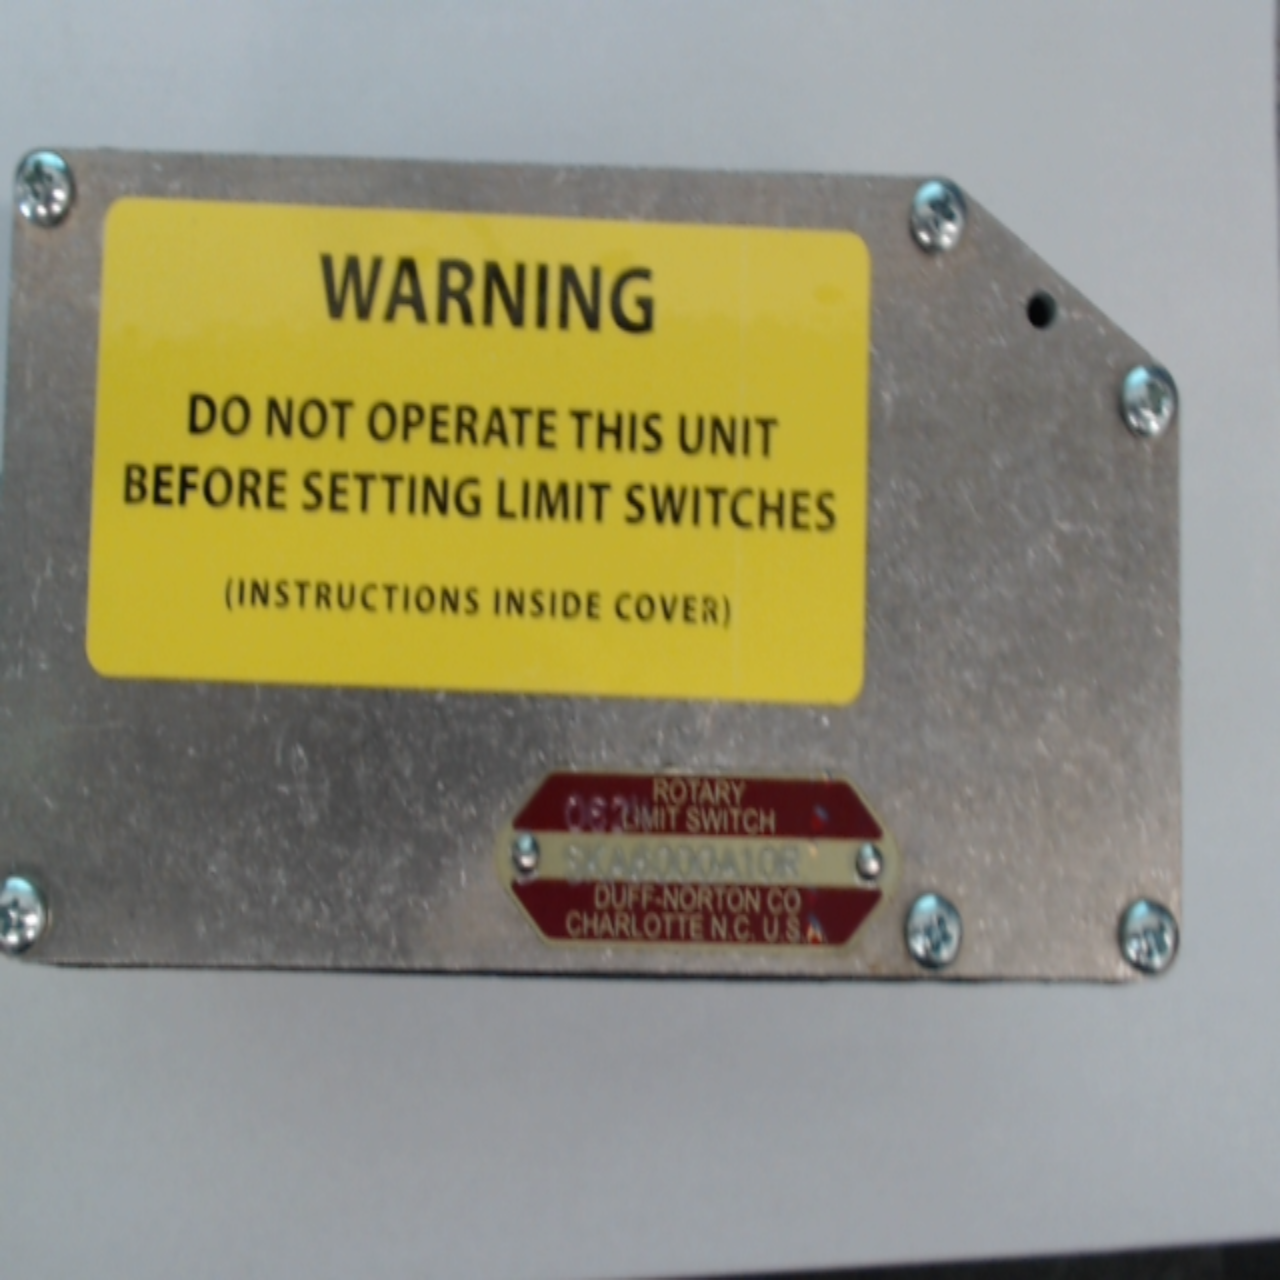 WARNING
DO NOT OPERATE THIS UNIT
BEFORE SETTING LIMIT SWITCHES
(INSTRUCTIONS INSIDE COVER)
ROTARY
LIMIT SWITCH
SKA6000A10R
DUFF-NORTON CO
CHARLOTTE N.C. U.S.A